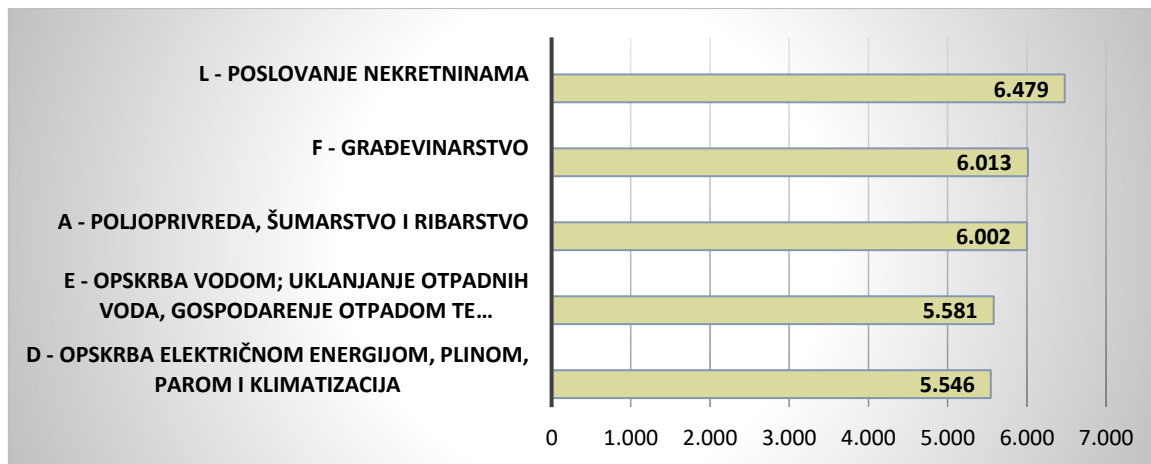 L - POSLOVANJE NEKRETNINAMA
6.479
F - GRAĐEVINARSTVO
6.013
A - POLJOPRIVREDA, ŠUMARSTVO I RIBARSTVO
6.002
E - OPSKRBA VODOM; UKLANJANJE OTPADNIH
VODA, GOSPODARENJE OTPADOM TE...
5.581
D - OPSKRBA ELEKTRIČNOM ENERGIJOM, PLINOM,
PAROM I KLIMATIZACIJA
5.546
0 1.000 2.000 3.000 4.000 5.000 6.000 7.000